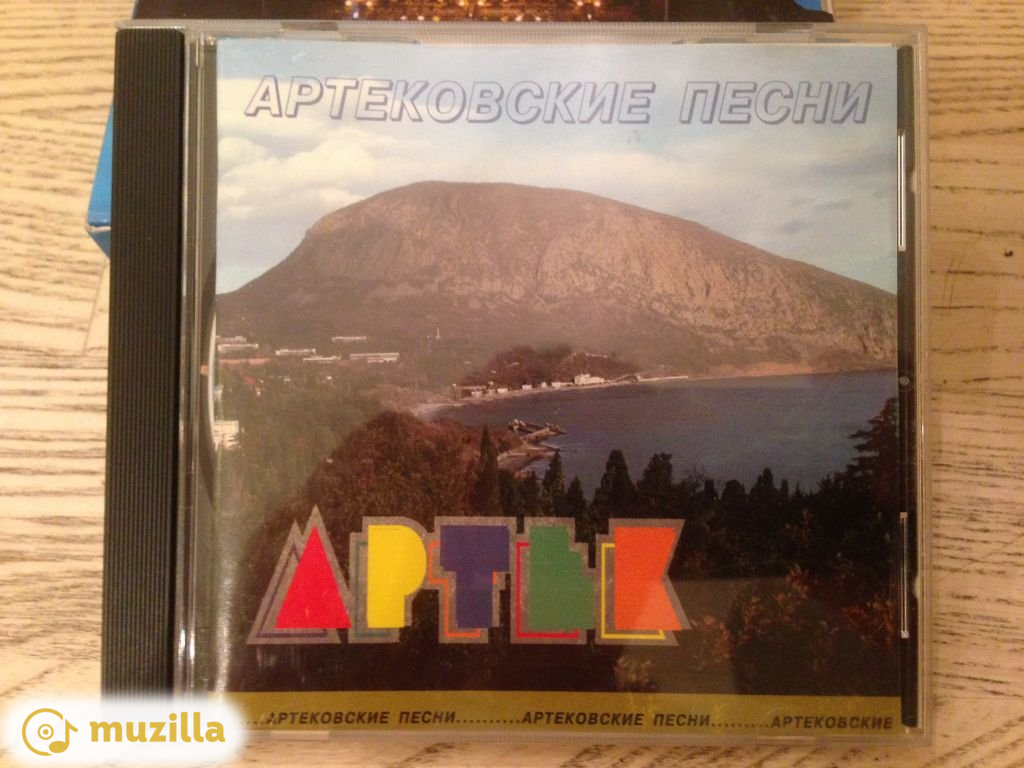 АРТЕКОВСКИЕ ПЕСНИ
АРТЕК
...АРТЕКОВСКИЕ ПЕСНИ..........АРТЕКОВСКИЕ ПЕСНИ.........АРТЕКОВСКИЕ
muzilla